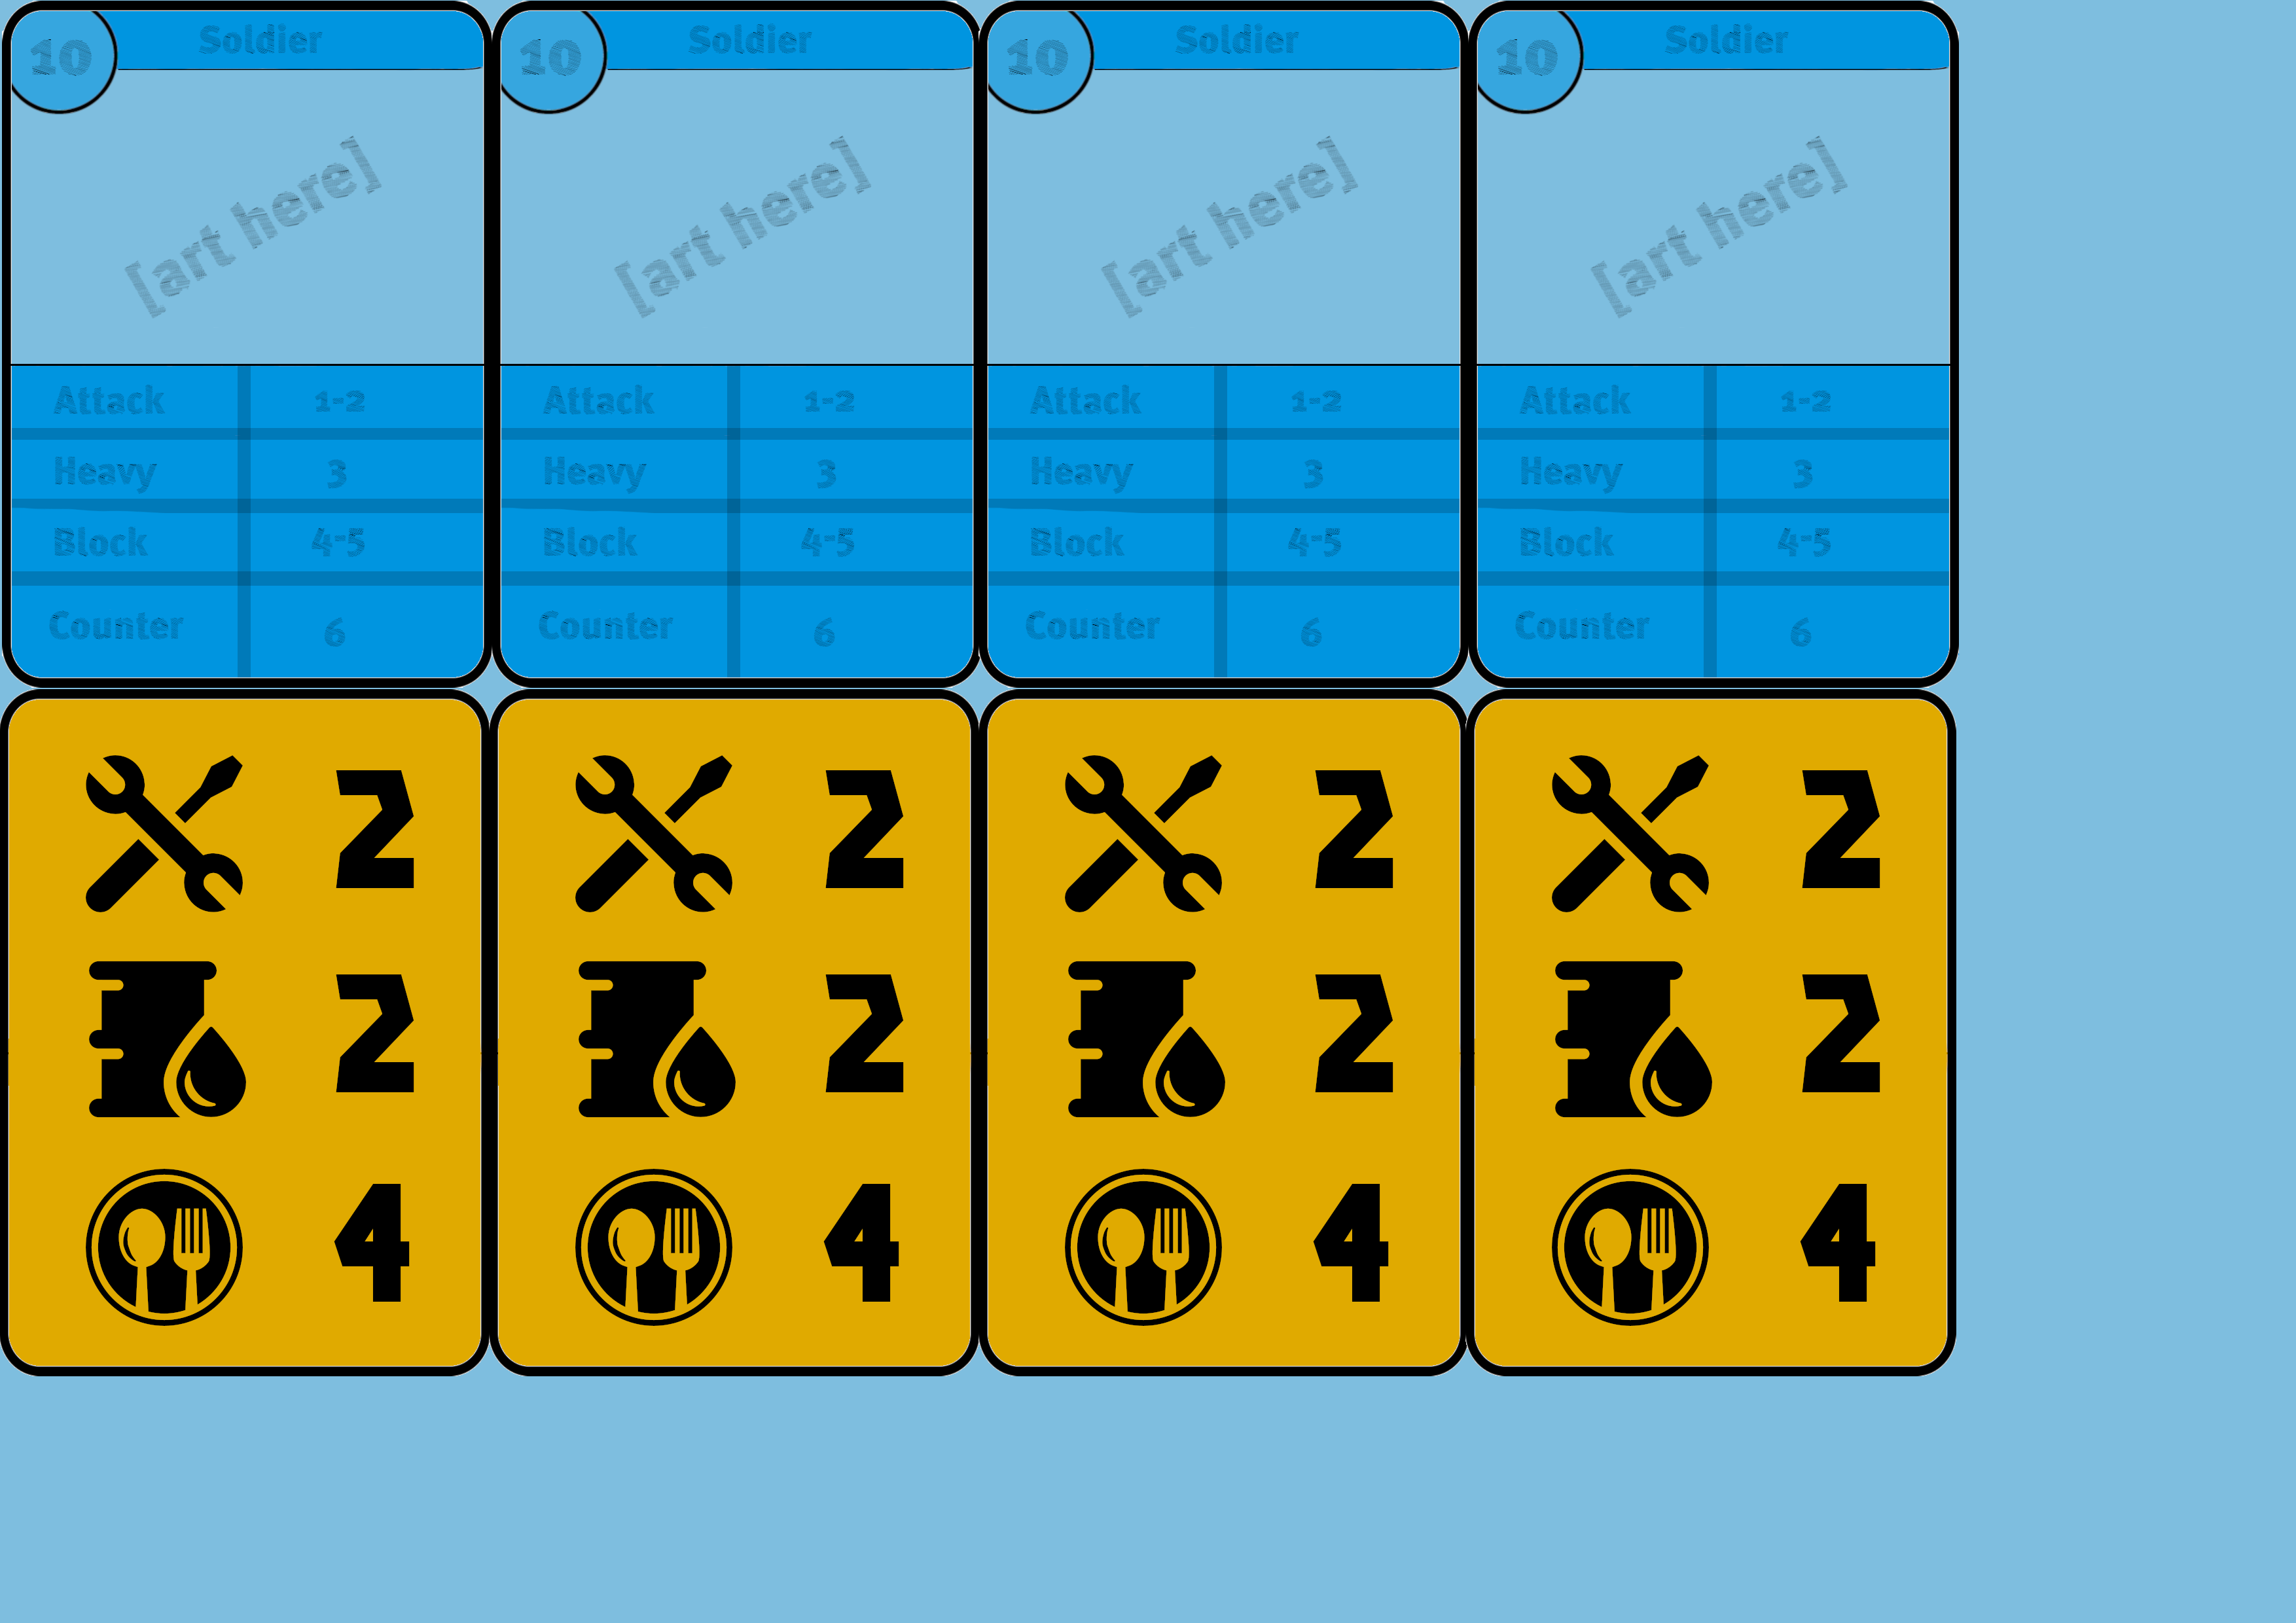 10 Soldier 10 Soldier 10 Soldier 10 Soldier
[art here] [art here] [art here] [art here]
Attack 1-2 Attack 1-2 Attack 1-2 Attack 1-2
Heavy 3 Heavy 3 Heavy 3 Heavy 3
Block 4-5 Block 4-5 Block 4-5 Block 4-5
Counter 6 Counter 6 Counter 6 Counter 6
2 2 2 2
2 2 2 2
4 4 4 4